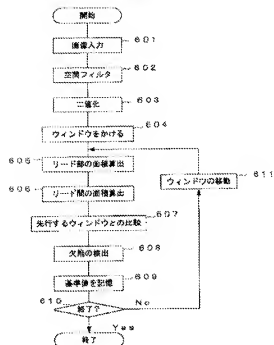 開始
画像入力
601
空間フィルタ
602
二値化
603
ウィンドウをかける
604
605
リード部の面積算出
611
ウィンドウの移動
606
リード間の面積算出
607
先行するウィンドウとの比較
608
欠陥の検出
609
基準値を記憶
610
終了?
No
Yes
終了